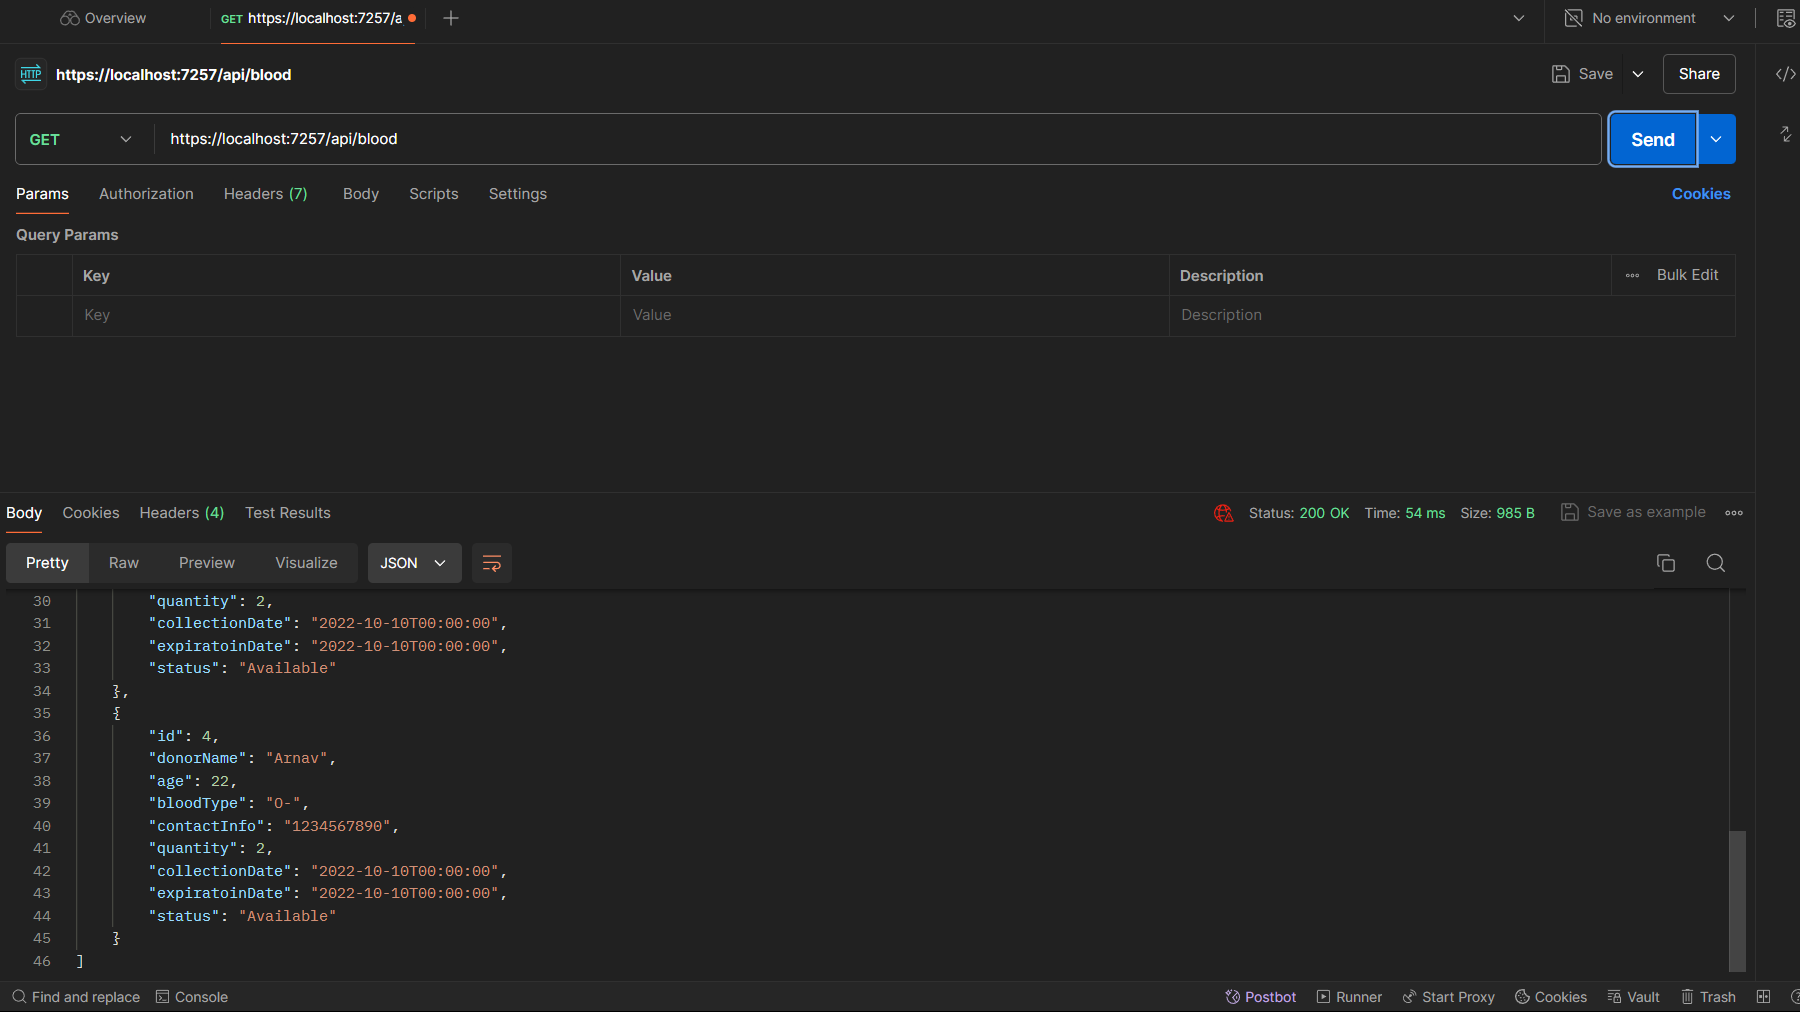 Overview
GET https://localhost:7257/a
No environment
HTTP https://localhost:7257/api/blood
Save
Share
GET
https://localhost:7257/api/blood
Send
Params Authorization Headers (7) Body Scripts Settings Cookies
Query Params
Key Value Description Bulk Edit
Key Value Description
Body Cookies Headers (4) Test Results Status: 200 OK Time: 54 ms Size: 985 B Save as example
Pretty Raw Preview Visualize JSON
30 "quantity": 2,
31 "collectionDate": "2022-10-10T00:00:00",
32 "expiratoinDate": "2022-10-10T00:00:00",
33 "status": "Available"
34 },
35 {
36 "id": 4,
37 "donorName": "Arnav",
38 "age": 22,
39 "bloodType": "O-",
40 "contactInfo": "1234567890",
41 "quantity": 2,
42 "collectionDate": "2022-10-10T00:00:00",
43 "expiratoinDate": "2022-10-10T00:00:00",
44 "status": "Available"
45 }
46 ]
Find and replace Console Postbot Runner Start Proxy Cookies Vault Trash